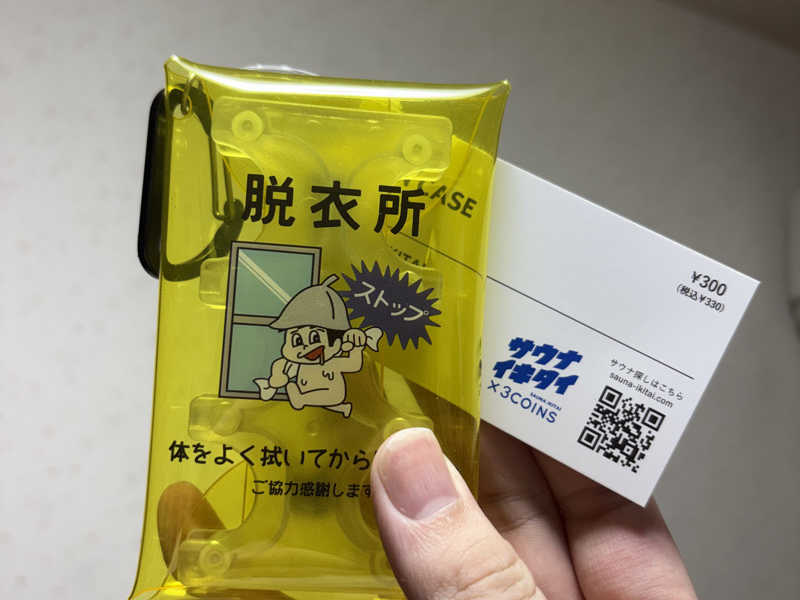 脱衣所
ストップ
体をよく拭いてから
ご協力感謝します
CASE
¥300
(税込¥330)
サウナ
イキタイ
SAUNA IKITAI
×3COINS
サウナ探しはこちら
sauna-ikitai.com